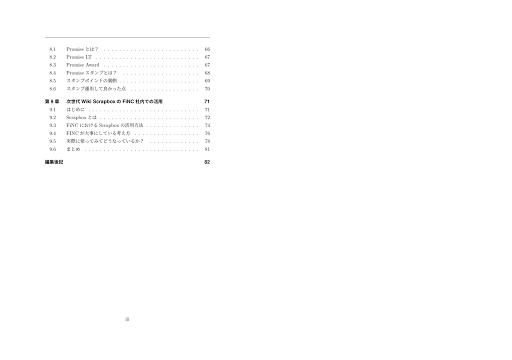 8.1 Promise とは？ . . . . . . . . . . . . . . . . . . . . . . . . . . 66
8.2 Promise LT . . . . . . . . . . . . . . . . . . . . . . . . . . . 67
8.3 Promise Award . . . . . . . . . . . . . . . . . . . . . . . . . 67
8.4 Promise スタンプとは？ . . . . . . . . . . . . . . . . . . . . . 68
8.5 スタンプポイントの . . . . . . . . . . . . . . . . . . . . . . 69
8.6 スタンプ運用して良かった点 . . . . . . . . . . . . . . . . . . . 70
第 9 章 次世代 Wiki Scrapbox の FiNC 社内での活用 71
9.1 はじめに . . . . . . . . . . . . . . . . . . . . . . . . . . . . 71
9.2 Scrapbox とは . . . . . . . . . . . . . . . . . . . . . . . . . 72
9.3 FiNC における Scrapbox の活用方法 . . . . . . . . . . . . . . . 74
9.4 FiNC が大事にしている考え方 . . . . . . . . . . . . . . . . . . 76
9.5 実際に使ってみてどうなっているか？ . . . . . . . . . . . . . . 78
9.6 まとめ . . . . . . . . . . . . . . . . . . . . . . . . . . . . . 81
編集後記 82